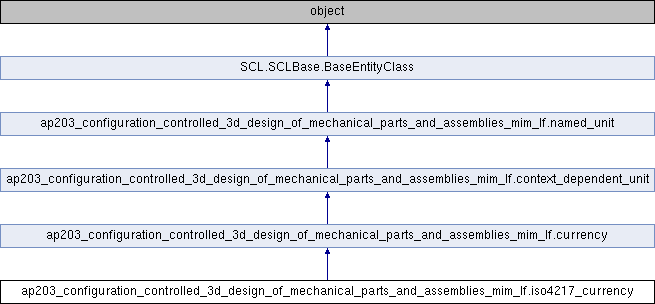 object
SCL.SCLBase.BaseEntityClass
ap203_configuration_controlled_3d_design_of_mechanical_parts_and_assemblies_mim_lf.named_unit
ap203_configuration_controlled_3d_design_of_mechanical_parts_and_assemblies_mim_lf.context_dependent_unit
ap203_configuration_controlled_3d_design_of_mechanical_parts_and_assemblies_mim_lf.currency
ap203_configuration_controlled_3d_design_of_mechanical_parts_and_assemblies_mim_lf.iso4217_currency